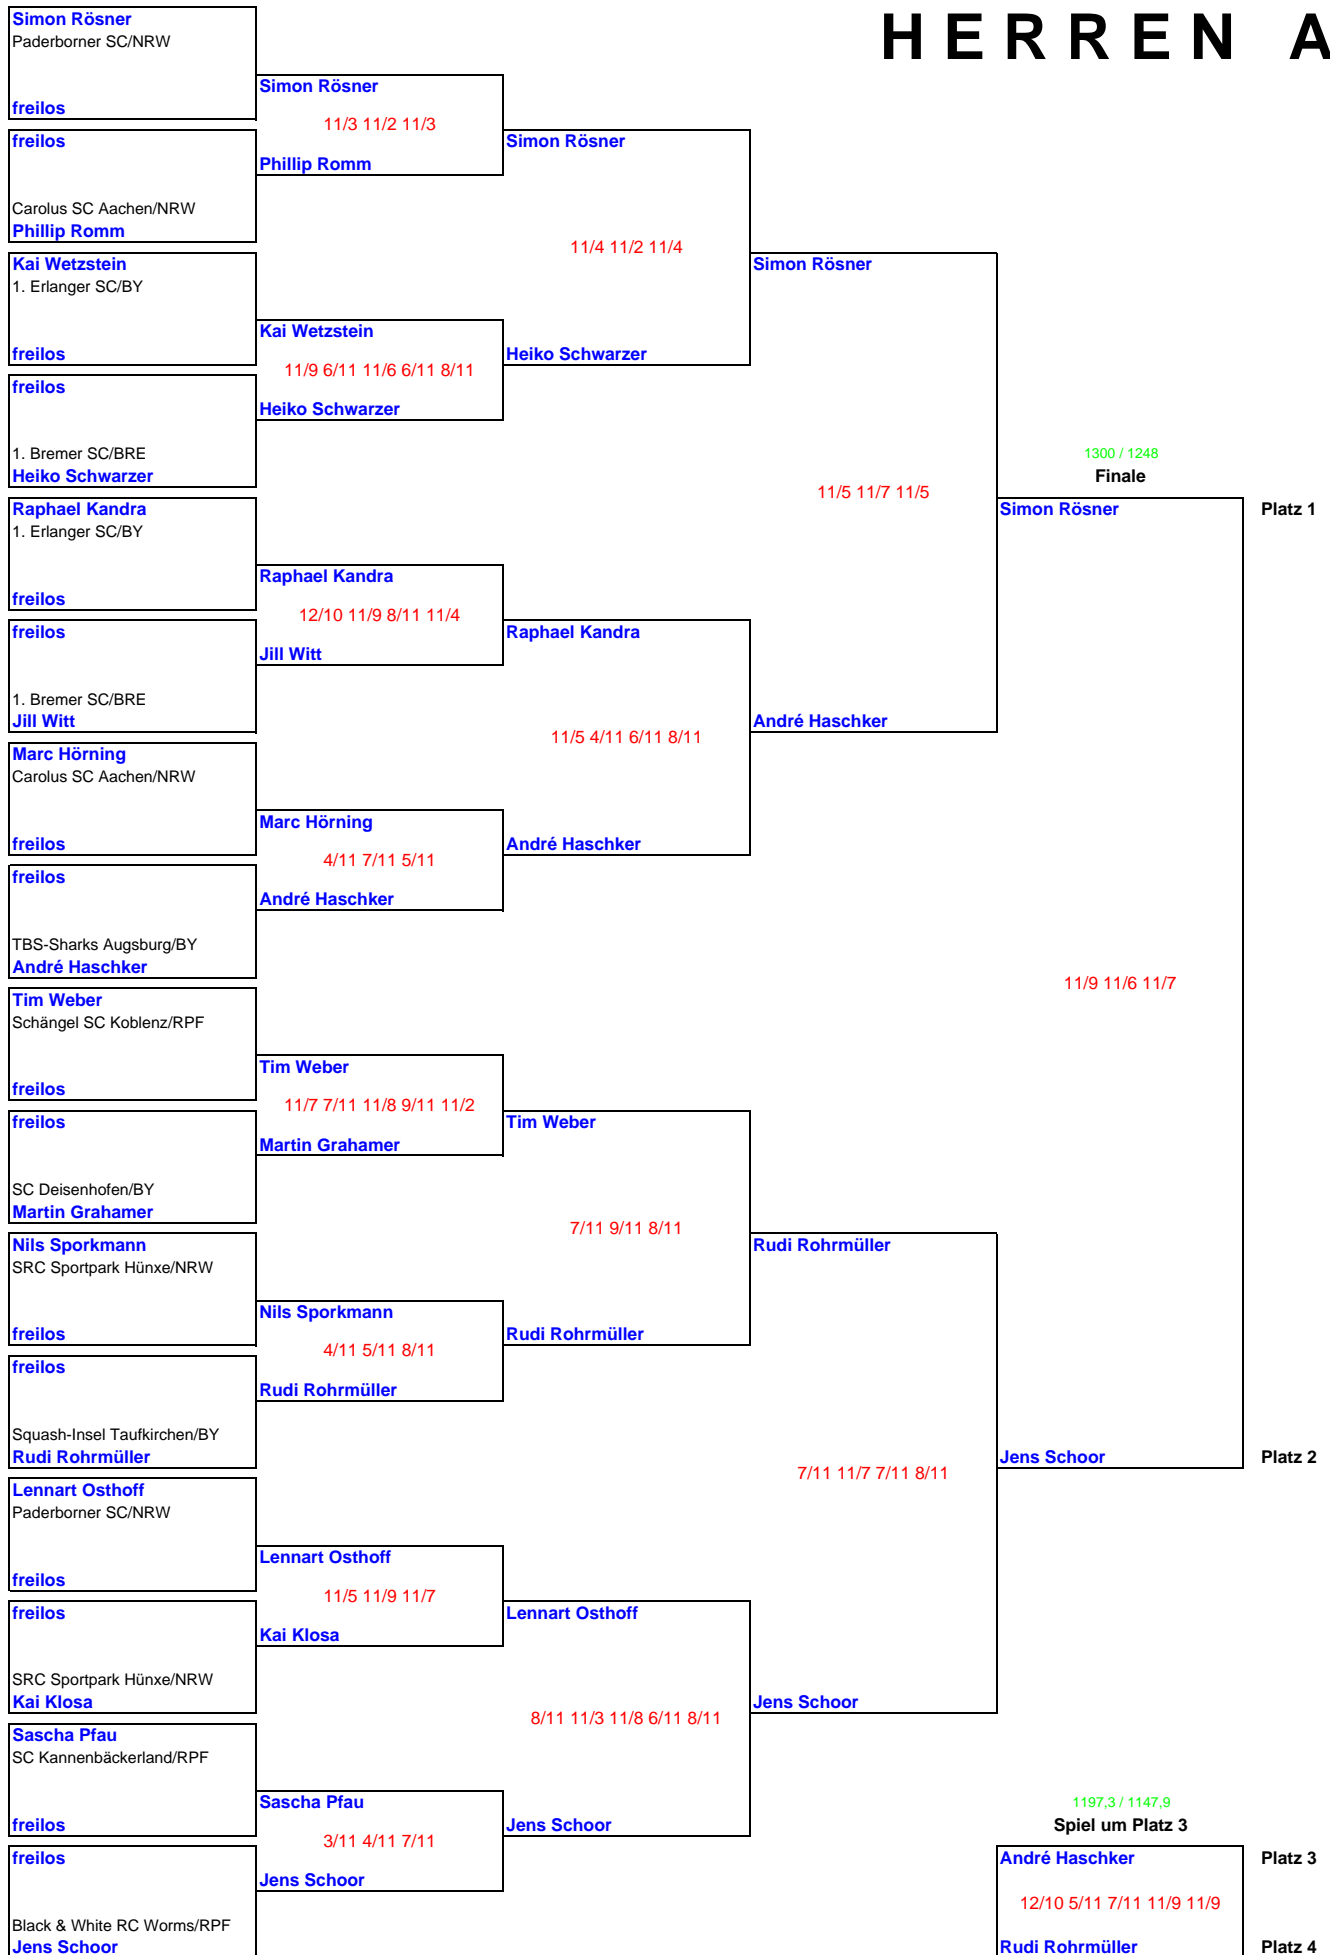 HERREN A
Simon Rösner
Paderborner SC/NRW
freilos
freilos
Carolus SC Aachen/NRW
Phillip Romm
Kai Wetzstein
1. Erlanger SC/BY
freilos
freilos
1. Bremer SC/BRE
Heiko Schwarzer
Raphael Kandra
1. Erlanger SC/BY
freilos
freilos
1. Bremer SC/BRE
Jill Witt
Marc Hörning
Carolus SC Aachen/NRW
freilos
freilos
TBS-Sharks Augsburg/BY
André Haschker
Tim Weber
Schängel SC Koblenz/RPF
freilos
freilos
SC Deisenhofen/BY
Martin Grahamer
Nils Sporkmann
SRC Sportpark Hünxe/NRW
freilos
freilos
Squash-Insel Taufkirchen/BY
Rudi Rohrmüller
Lennart Osthoff
Paderborner SC/NRW
freilos
freilos
SRC Sportpark Hünxe/NRW
Kai Klosa
Sascha Pfau
SC Kannenbäckerland/RPF
freilos
freilos
Black & White RC Worms/RPF
Jens Schoor
Simon Rösner
11/3 11/2 11/3
Phillip Romm
Kai Wetzstein
11/9 6/11 11/6 6/11 8/11
Heiko Schwarzer
Raphael Kandra
12/10 11/9 8/11 11/4
Jill Witt
Marc Hörning
4/11 7/11 5/11
André Haschker
Tim Weber
11/7 7/11 11/8 9/11 11/2
Martin Grahamer
Nils Sporkmann
4/11 5/11 8/11
Rudi Rohrmüller
Lennart Osthoff
11/5 11/9 11/7
Kai Klosa
Sascha Pfau
3/11 4/11 7/11
Jens Schoor
Simon Rösner
11/4 11/2 11/4
Heiko Schwarzer
Raphael Kandra
11/5 4/11 6/11 8/11
André Haschker
Tim Weber
7/11 9/11 8/11
Rudi Rohrmüller
Lennart Osthoff
8/11 11/3 11/8 6/11 8/11
Jens Schoor
Simon Rösner
11/5 11/7 11/5
André Haschker
Rudi Rohrmüller
7/11 11/7 7/11 8/11
Jens Schoor
1300 / 1248
Finale
Simon Rösner Platz 1
11/9 11/6 11/7
Jens Schoor Platz 2
1197,3 / 1147,9
Spiel um Platz 3
André Haschker Platz 3
12/10 5/11 7/11 11/9 11/9
Rudi Rohrmüller Platz 4